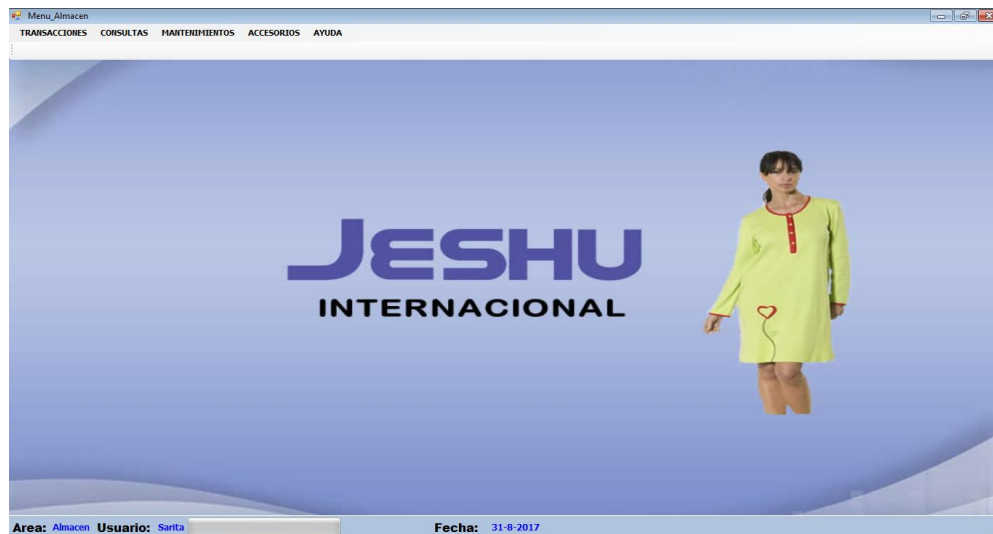 Menu_Almacen
TRANSACCIONES CONSULTAS MANTENIMIENTOS ACCESORIOS AYUDA
JESHU
INTERNACIONAL
Area: Almacen Usuario: Sarita Fecha: 31-8-2017